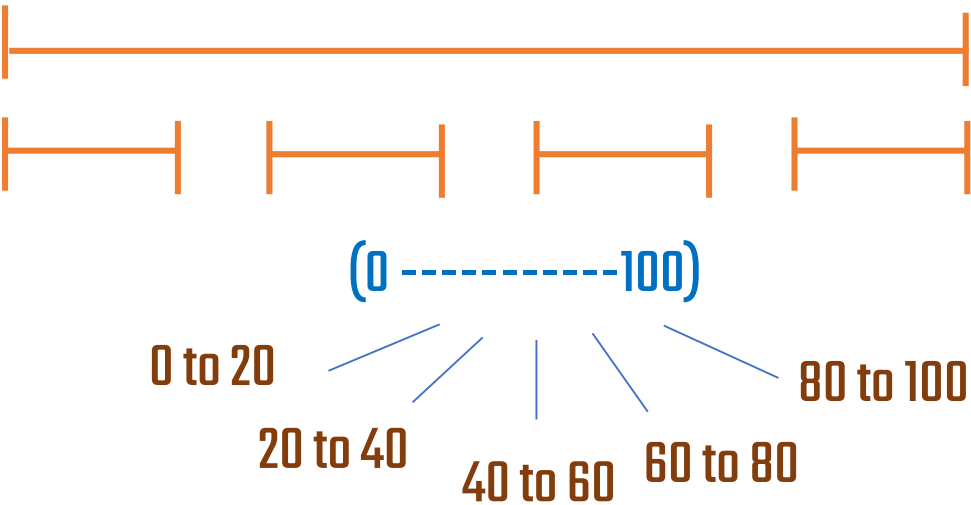 (0 -----------100)
0 to 20
20 to 40
40 to 60
60 to 80
80 to 100